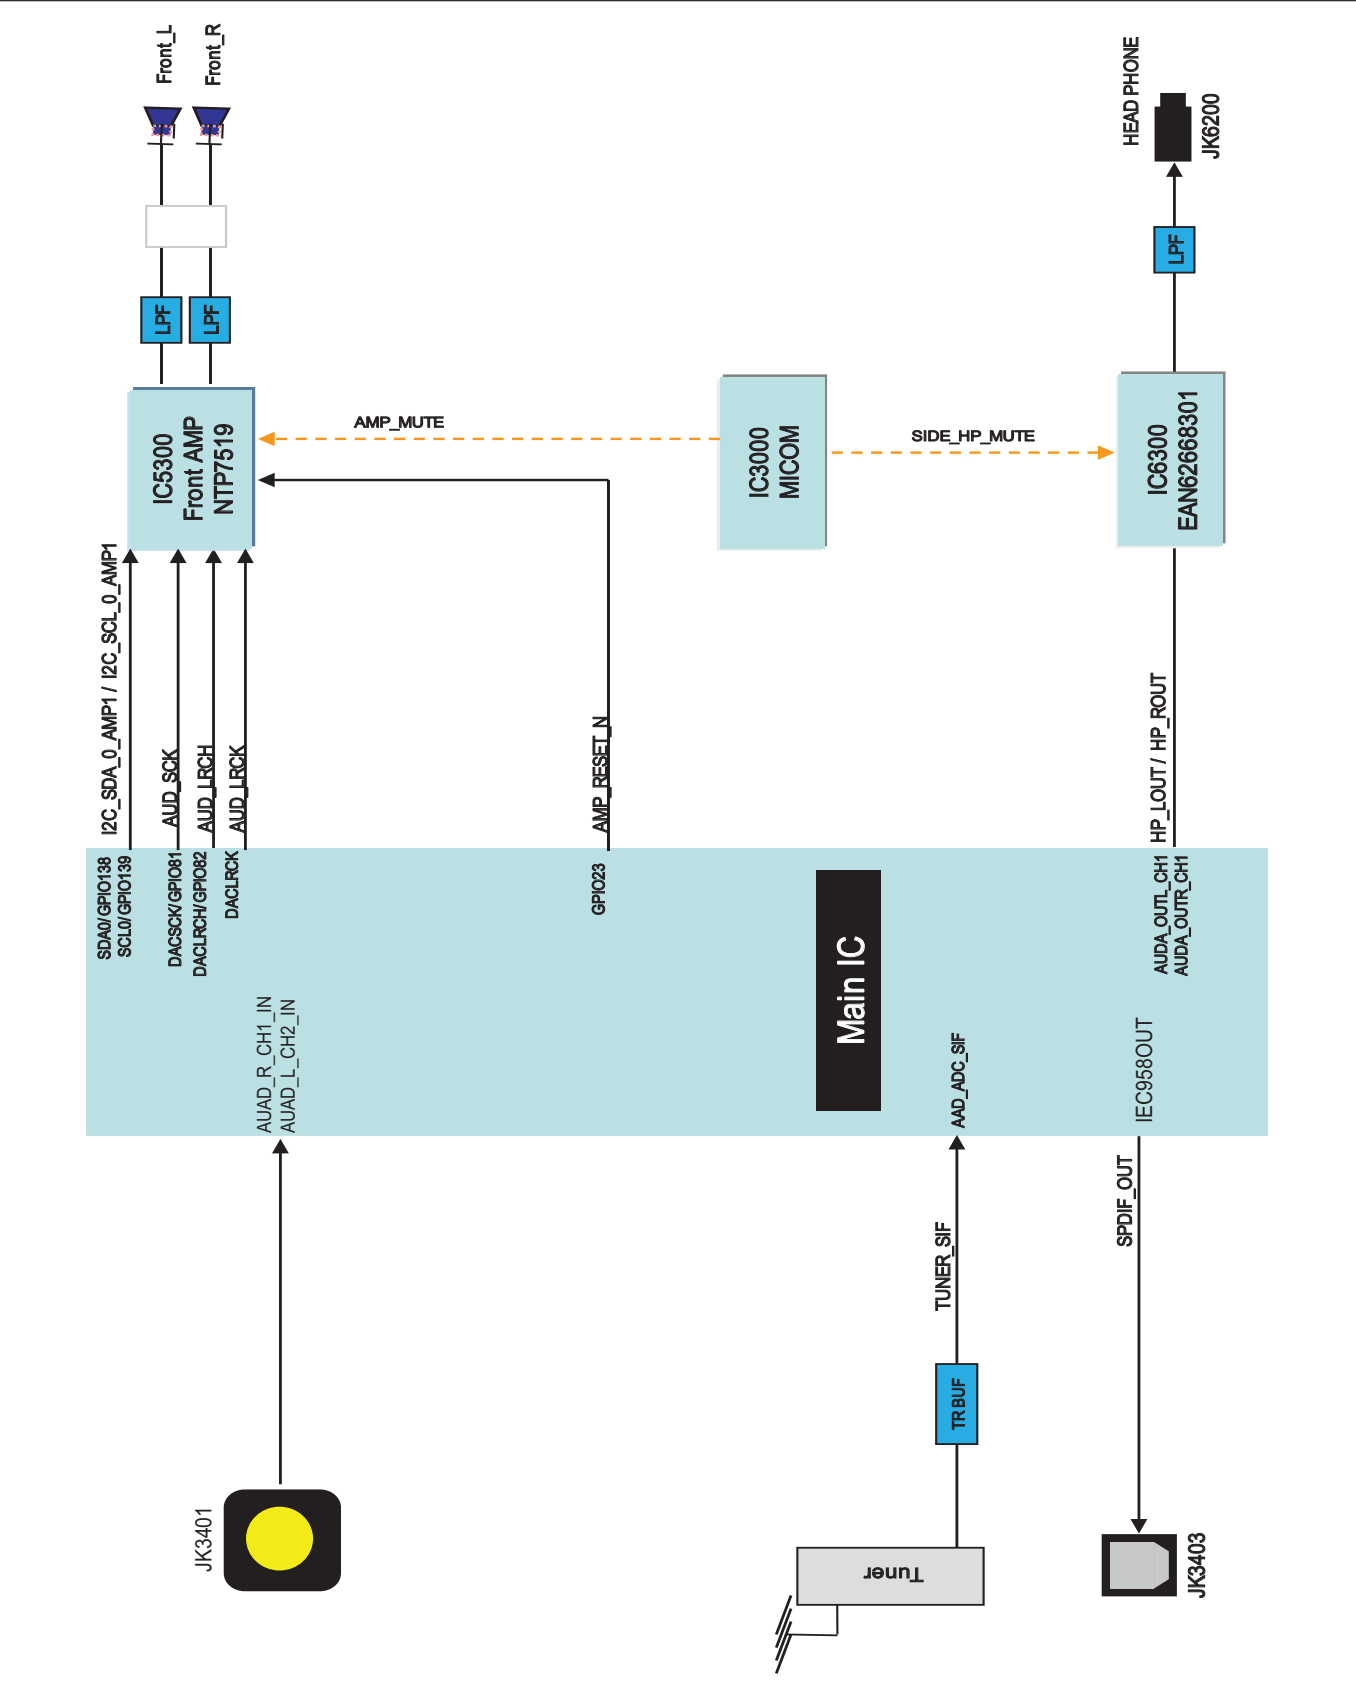 Front_L
Front_R
HEAD PHONE
JK6200
LPF
LPF
LPF
IC5300
Front AMP
NTP7519
AMP_MUTE
IC3000
MICOM
SIDE_HP_MUTE
IC6300
EAN62668301
I2C_SDA_0_AMP1 / I2C_SCL_0_AMP1
AUD_SCK
AUD_LRCH
AUD_LRCK
AMP_RESET_N
HP_LOUT / HP_ROUT
SDA0/GPIO138
SCL0/GPIO139
DACSCK/GPIO81
DACLRCH/GPIO82
DACLRCK
GPIO23
AUDA_OUTL_CH1
AUDA_OUTR_CH1
Main IC
AUAD_R_CH1_IN
AUAD_L_CH2_IN
AAD_ADC_SIF
IEC958OUT
TUNER_SIF
SPDIF_OUT
TR BUF
JK3401
Tuner
JK3403